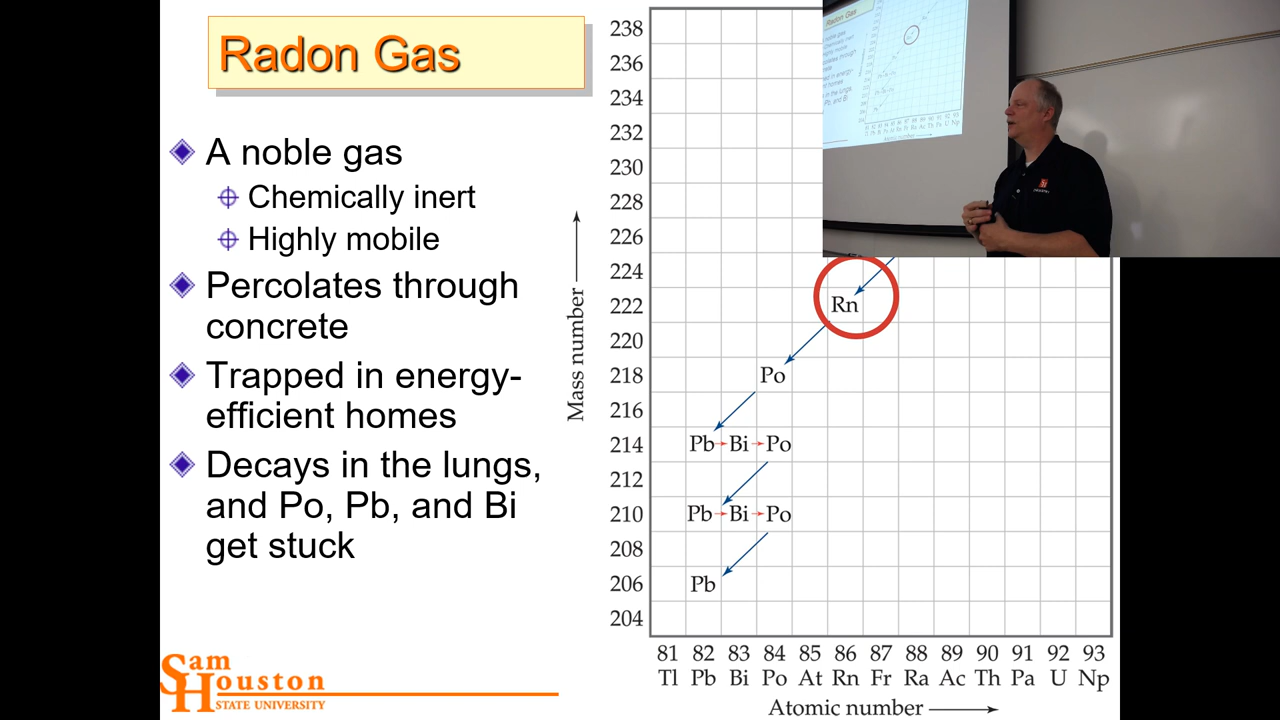 Radon Gas
A noble gas
Chemically inert
Highly mobile
Percolates through
concrete
Trapped in energy-
efficient homes
Decays in the lungs,
and Po, Pb, and Bi
get stuck
Sam
Houston
STATE UNIVERSITY
Mass number
238
236
234
232
230
228
226
224
222
220
218
216
214
212
210
208
206
204
Rn
Po
Pb Bi Po
Pb Bi Po
Pb
81 82 83 84 85 86 87 88 89 90 91 92 93
Tl Pb Bi Po At Rn Fr Ra Ac Th Pa U Np
Atomic number
Radon Gas